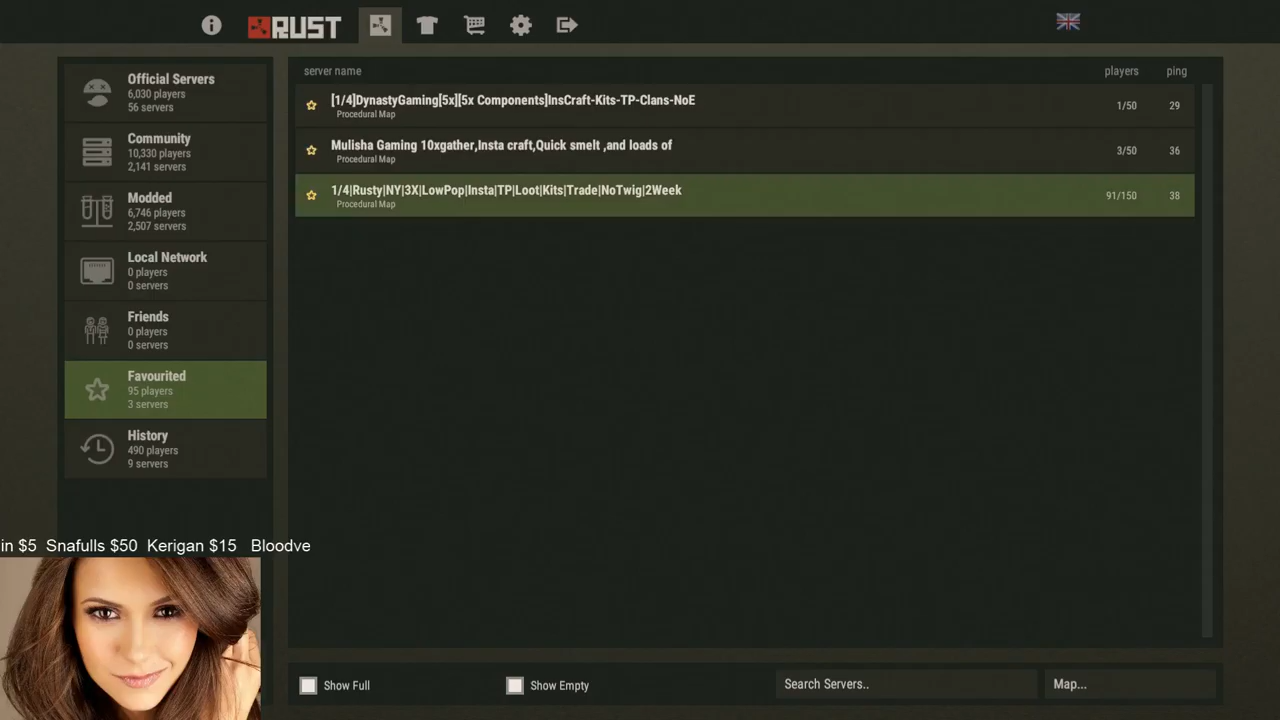 RUST
Official Servers
6,030 players
56 servers
Community
10,330 players
2,141 servers
Modded
6,746 players
2,507 servers
Local Network
0 players
0 servers
Friends
0 players
0 servers
Favourited
95 players
3 servers
History
490 players
9 servers
server name players ping
[1/4]DynastyGaming[5x][5x Components]InsCraft-Kits-TP-Clans-NoE 1/50 29
Procedural Map
Mulisha Gaming 10xgather,Insta craft,Quick smelt ,and loads of 3/50 36
Procedural Map
1/4|Rusty|NY|3X|LowPop|Insta|TP|Loot|Kits|Trade|NoTwig|2Week 91/150 38
Procedural Map
in $5 Snafulls $50 Kerigan $15 Bloodve
Show Full Show Empty Search Servers.. Map...